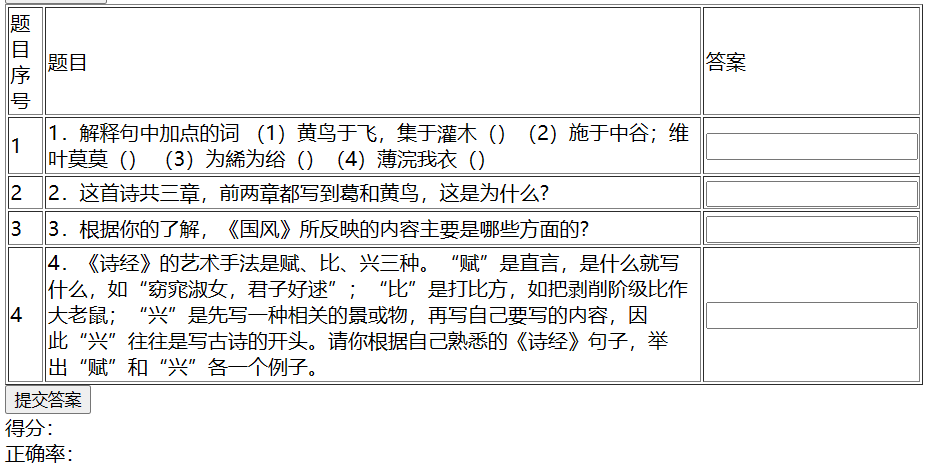 题目序号
题目
答案
1
1．解释句中加点的词 （1）黄鸟于飞，集于灌木（） （2）施于中谷；维
叶莫莫（） （3）为絺为绤（） （4）薄浣我衣（）
2
2．这首诗共三章，前两章都写到葛和黄鸟，这是为什么？
3
3．根据你的了解，《国风》所反映的内容主要是哪些方面的？
4
4．《诗经》的艺术手法是赋、比、兴三种。“赋”是直言，是什么就写
什么，如“窈窕淑女，君子好逑”；“比”是打比方，如把剥削阶级比作
大老鼠；“兴”是先写一种相关的景或物，再写自己要写的内容，因
此“兴”往往是写古诗的开头。请你根据自己熟悉的《诗经》句子，举
出“赋”和“兴”各一个例子。
提交答案
得分：
正确率：